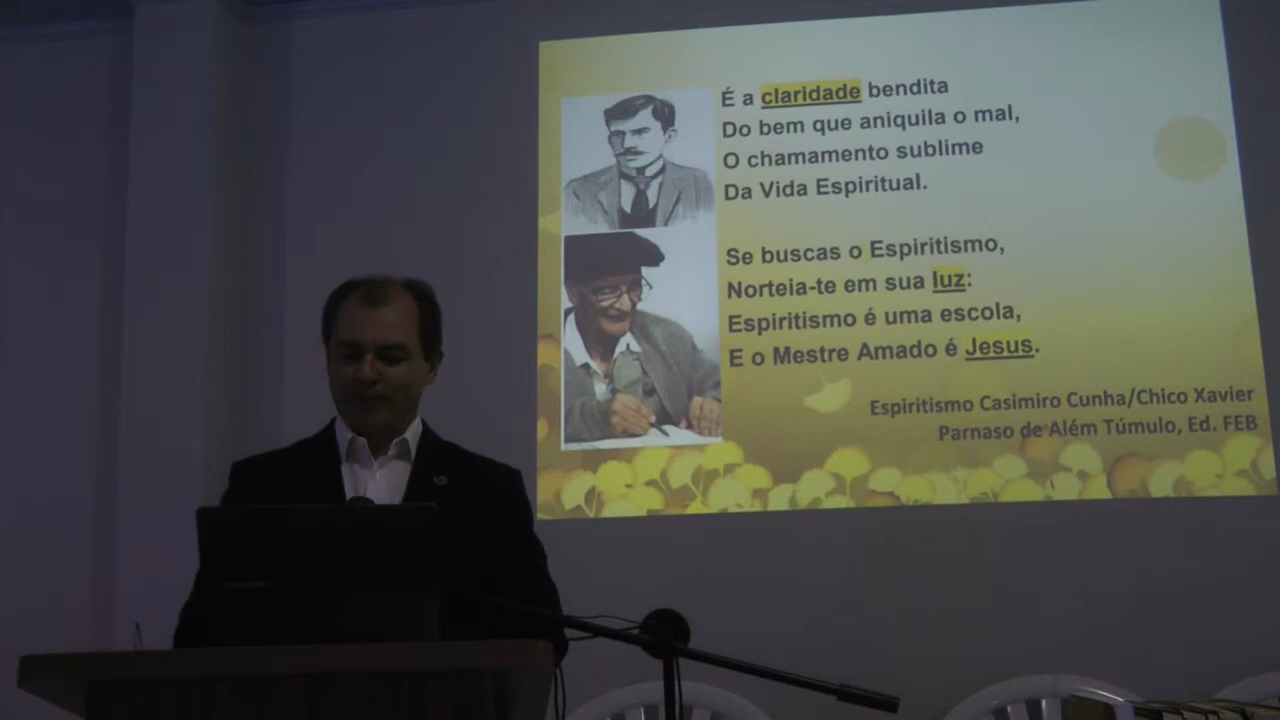 É a claridade bendita
Do bem que aniquila o mal,
O chamamento sublime
Da Vida Espiritual.
Se buscas o Espiritismo,
Norteia-te em sua luz:
Espiritismo é uma escola,
E o Mestre Amado é Jesus.
Espiritismo Casimiro Cunha/Chico Xavier
Parnaso de Além Túmulo, Ed. FEB